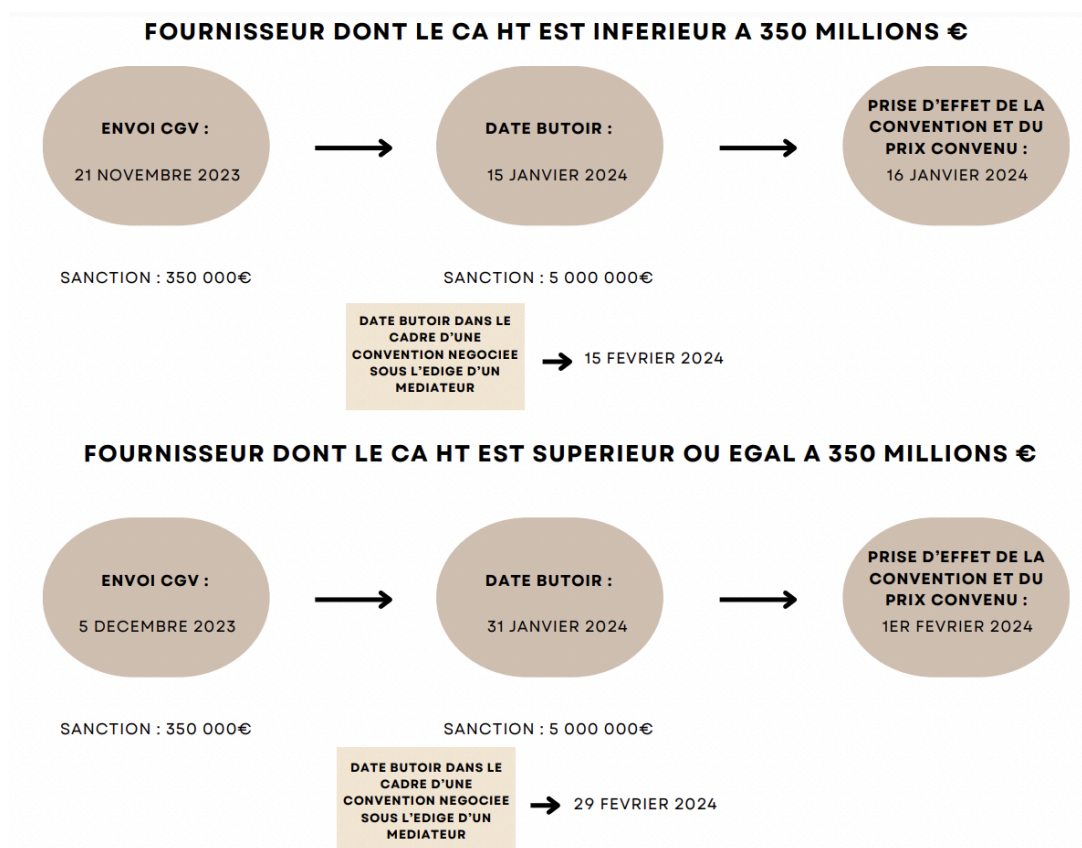 FOURNISSEUR DONT LE CA HT EST INFERIEUR A 350 MILLIONS €
ENVOI CGV :
21 NOVEMBRE 2023
DATE BUTOIR :
15 JANVIER 2024
PRISE D'EFFET DE LA
CONVENTION ET DU
PRIX CONVENU :
16 JANVIER 2024
SANCTION : 350 000€
SANCTION : 5 000 000€
DATE BUTOIR DANS LE
CADRE D'UNE
CONVENTION NEGOCIEE
SOUS L'EDIGE D'UN
MEDIATEUR
15 FEVRIER 2024
FOURNISSEUR DONT LE CA HT EST SUPERIEUR OU EGAL A 350 MILLIONS €
ENVOI CGV :
5 DECEMBRE 2023
DATE BUTOIR :
31 JANVIER 2024
PRISE D'EFFET DE LA
CONVENTION ET DU
PRIX CONVENU :
1ER FEVRIER 2024
SANCTION : 350 000€
SANCTION : 5 000 000€
DATE BUTOIR DANS LE
CADRE D'UNE
CONVENTION NEGOCIEE
SOUS L'EDIGE D'UN
MEDIATEUR
29 FEVRIER 2024